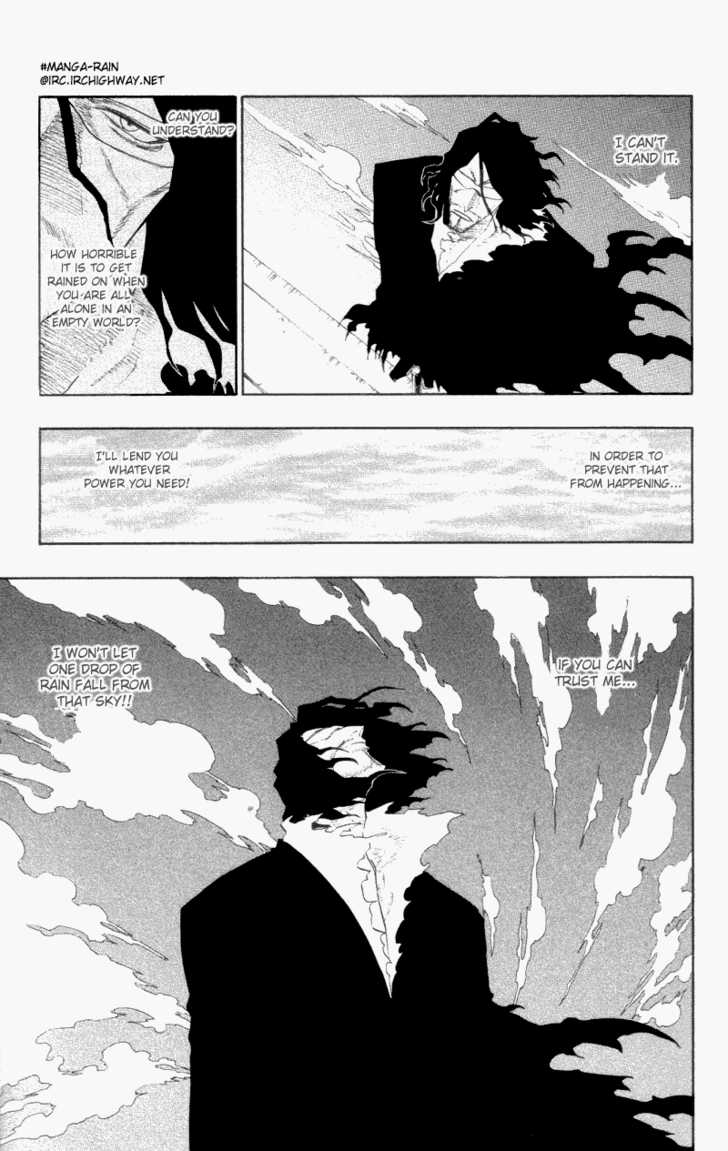 #MANGA-RAIN
@IRC.IRCHIGHWAY.NET
I CAN'T
STAND IT.
CAN YOU
UNDERSTAND?
HOW HORRIBLE
IT IS TO GET
RAINED ON WHEN
YOU ARE ALL
ALONE IN AN
EMPTY WORLD?
IN ORDER TO
PREVENT THAT
FROM HAPPENING...
I'LL LEND YOU
WHATEVER
POWER YOU NEED!
IF YOU CAN
TRUST ME...
I WON'T LET
ONE DROP OF
RAIN FALL FROM
THAT SKY!!